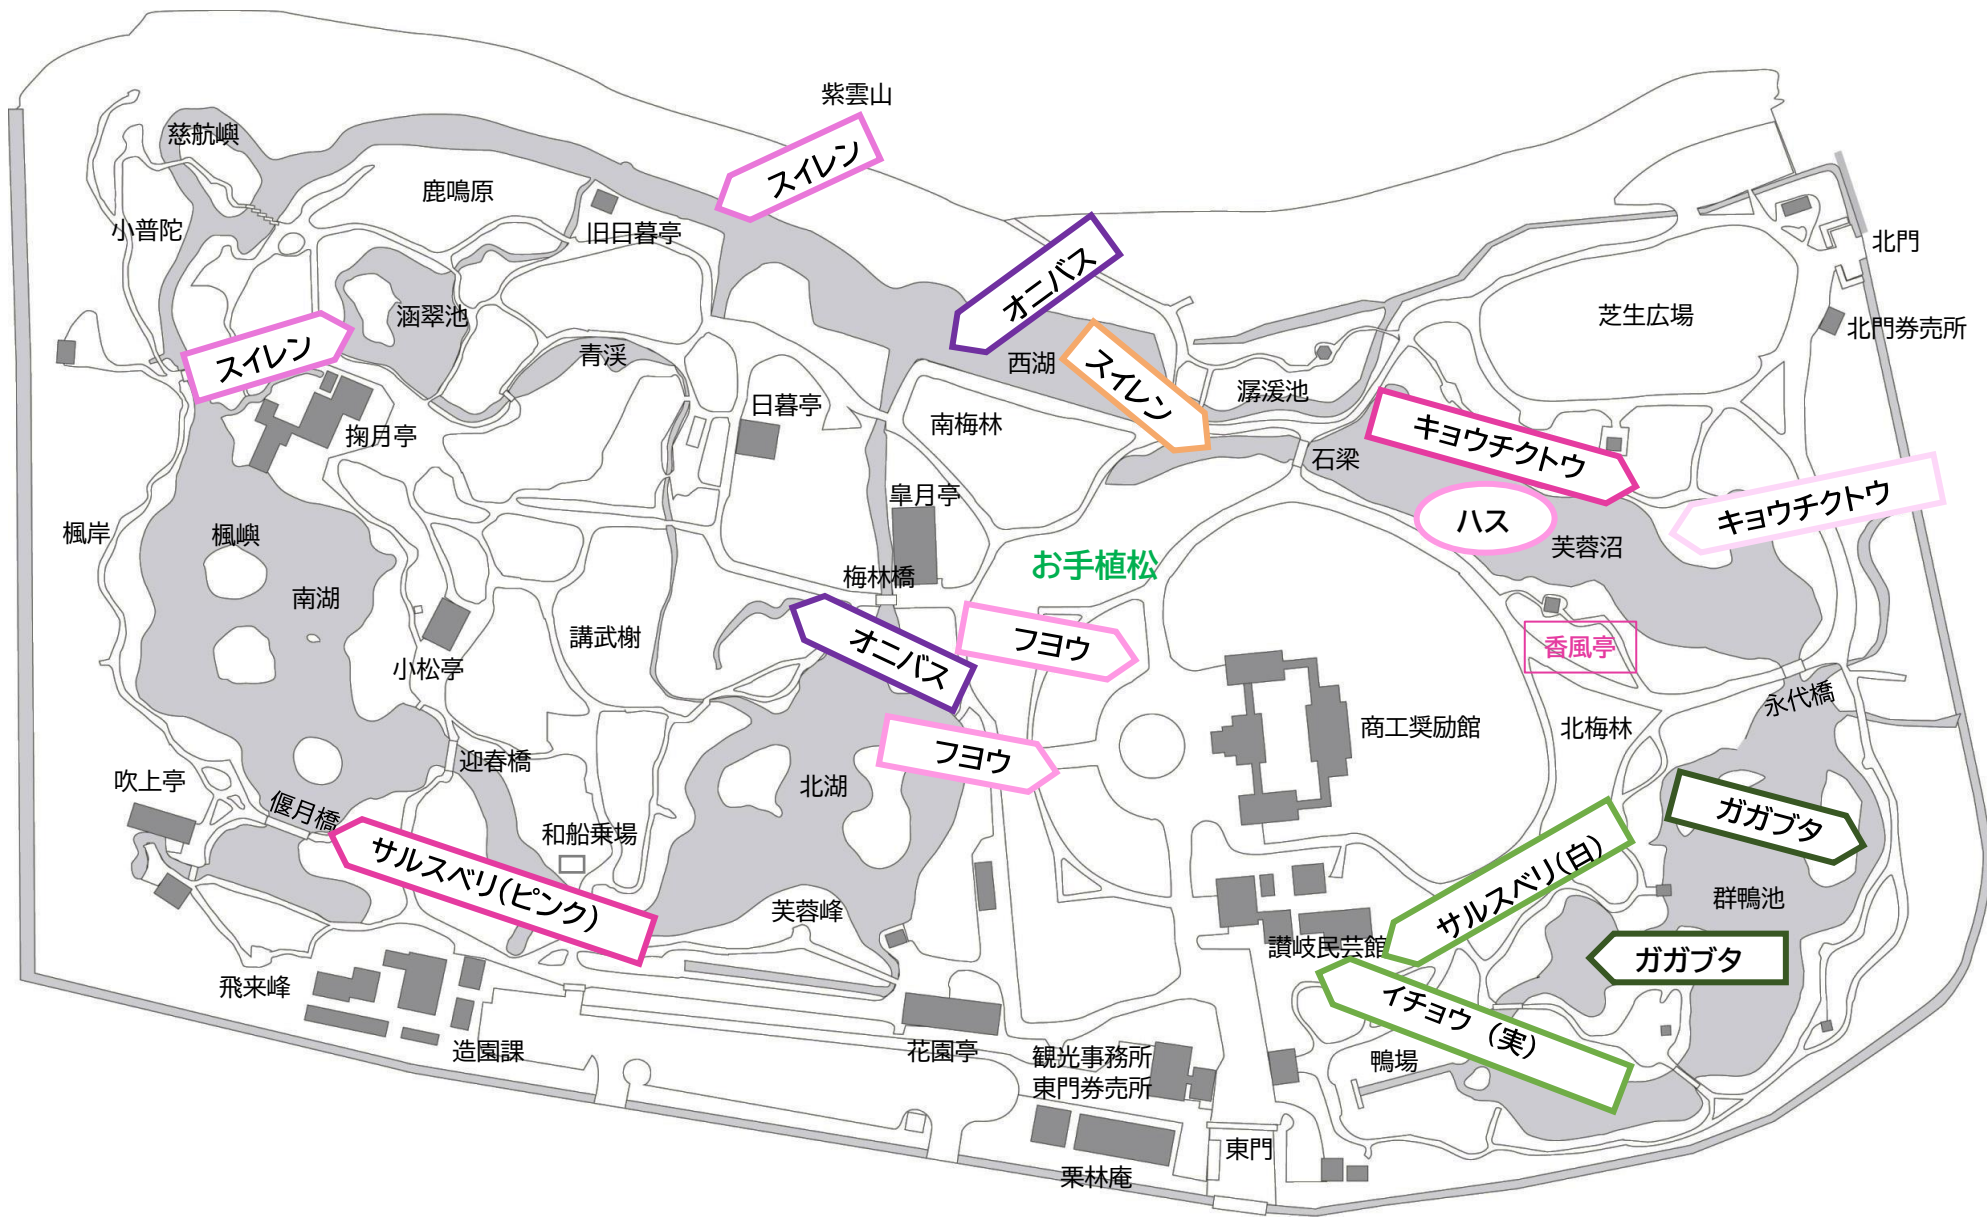 紫雲山
慈航嶼
スイレン
鹿鳴原
小普陀
旧日暮亭
北門
オニバス
涵翠池
芝生広場
北門券売所
スイレン
青渓
西湖
スイレン
潺湲池
日暮亭
南梅林
掬月亭
キョウチクトウ
石梁
皐月亭
キョウチクトウ
ハス
楓岸
楓嶼
芙蓉沼
お手植松
梅林橋
南湖
講武榭
フヨウ
香風亭
オニバス
小松亭
永代橋
北梅林
商工奨励館
フヨウ
迎春橋
吹上亭
北湖
偃月橋
ガガブタ
和船乗場
サルスベリ(ピンク)
サルスベリ(白)
群鴨池
芙蓉峰
讃岐民芸館
ガガブタ
飛来峰
イチョウ (実)
造園課
花園亭
観光事務所
東門券売所
鴨場
東門
栗林庵